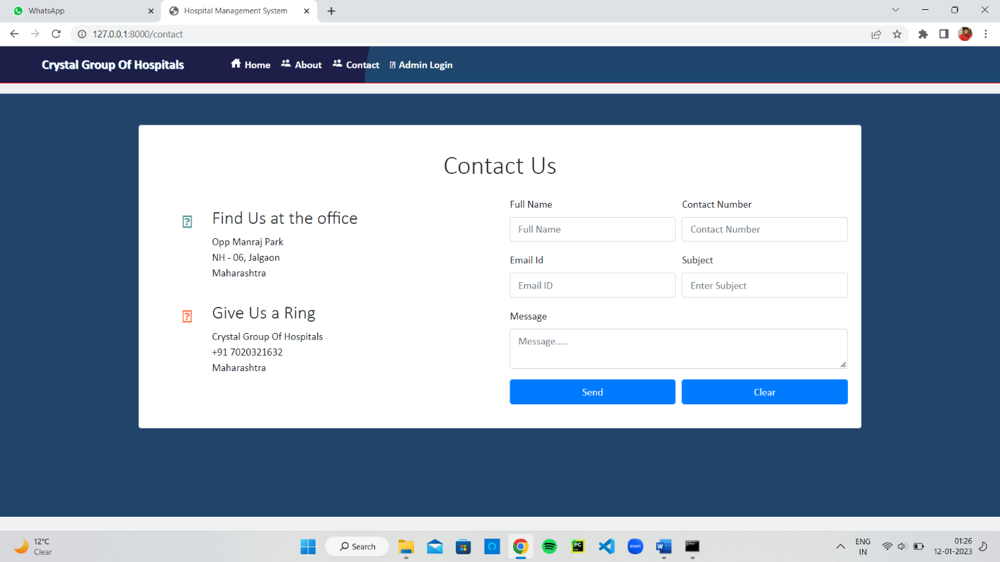 WhatsApp
Hospital Management System
127.0.0.1:8000/contact
Crystal Group Of Hospitals
Home
About
Contact
Admin Login
Contact Us
Find Us at the office
Opp Manraj Park
NH - 06, Jalgaon
Maharashtra
Give Us a Ring
Crystal Group Of Hospitals
+91 7020321632
Maharashtra
Full Name
Contact Number
Full Name
Contact Number
Email Id
Subject
Email ID
Enter Subject
Message
Message.....
Send
Clear
12°C
Clear
Search
PC
zoom
W
ENG
IN
01:26
12-01-2023